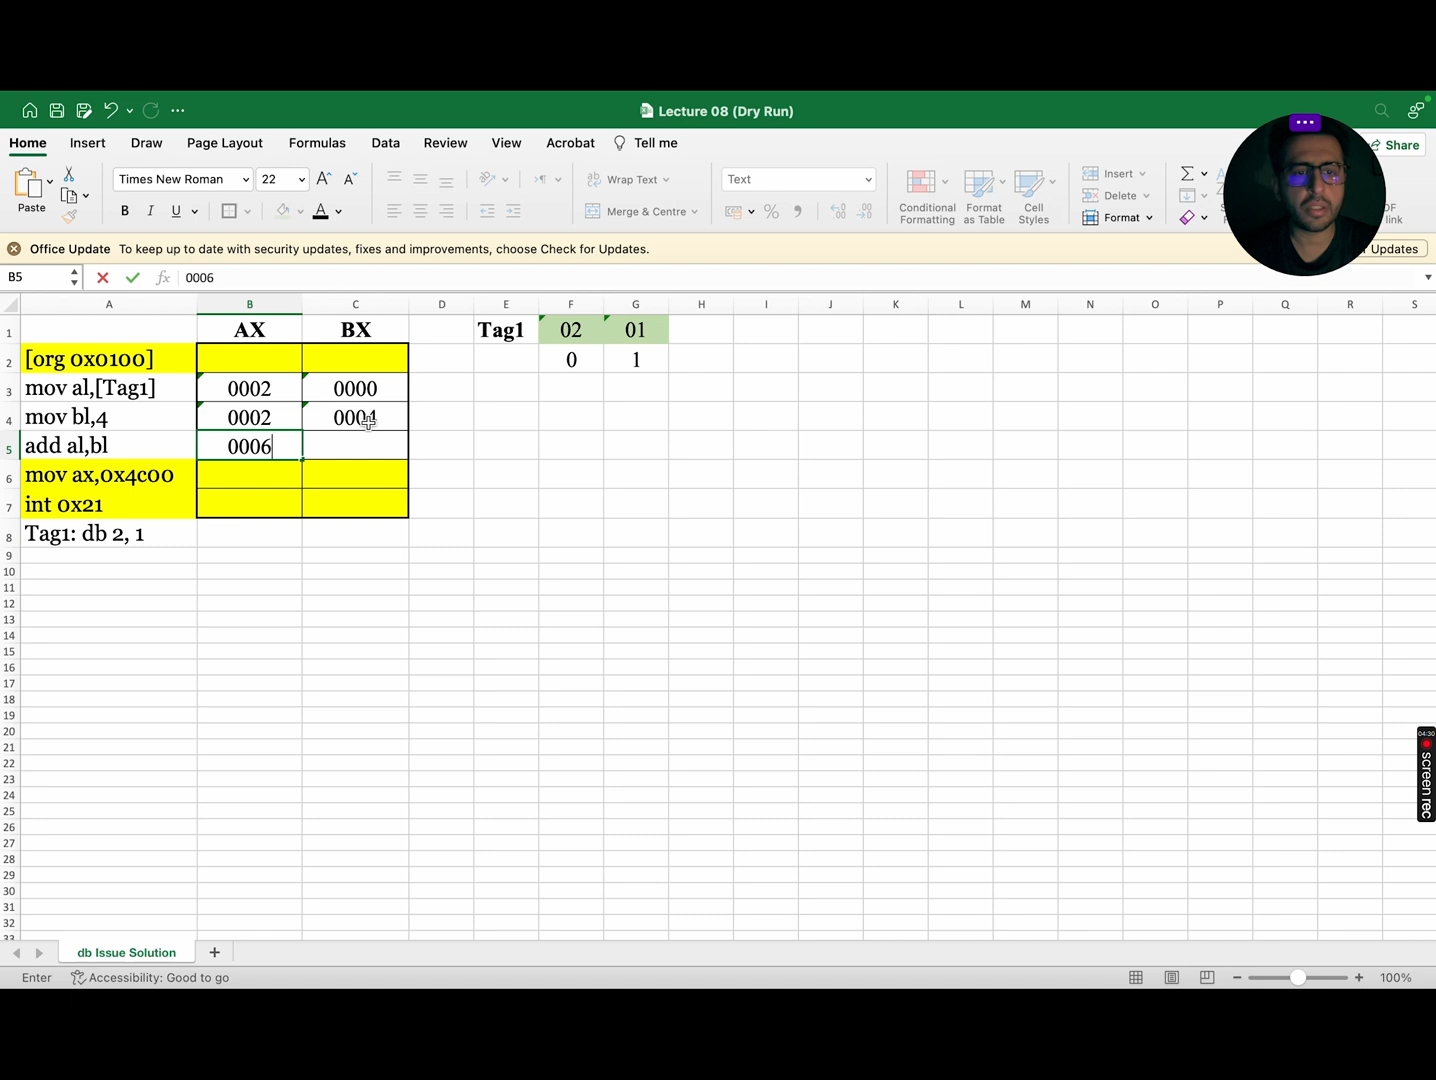 Lecture 08 (Dry Run)
Home Insert Draw Page Layout Formulas Data Review View Acrobat Tell me Share
Paste
Times New Roman 22
B I U A
Wrap Text
Merge & Centre
Text
Conditional Formatting
Format as Table
Cell Styles
Insert
Delete
Format
Office Update To keep up to date with security updates, fixes and improvements, choose Check for Updates.
Updates
B5 fx 0006
A B C D E F G H I J K L M N O P Q R S
1 AX BX Tag1 02 01
2 [org 0x0100] 0 1
3 mov al,[Tag1] 0002 0000
4 mov bl,4 0002 0004
5 add al,bl 0006
6 mov ax,0x4c00
7 int 0x21
8 Tag1: db 2, 1
9
10
11
12
13
14
15
16
17
18
19
20
21
22
23
24
25
26
27
28
29
30
31
32
33
04:30
screen rec
db Issue Solution
Enter Accessibility: Good to go 100%